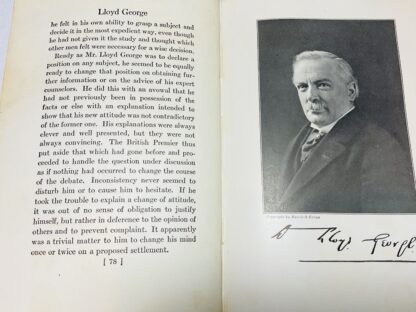 Lloyd George
he felt in his own ability to grasp a subject and
decide it in the most expedient way, even though
he had not given it the study and thought which
other men felt were necessary for a wise decision.
Ready as Mr. Lloyd George was to declare a
position on any subject, he seemed to be equally
ready to change that position on obtaining fur-
ther information or on the advice of his expert
counselors. He did this with an avowal that he
had not previously been in possession of the
facts or else with an explanation intended to
show that his new attitude was not contradictory
of the former one. His explanations were always
clever and well presented, but they were not
always convincing. The British Premier thus
put aside that which had gone before and pro-
ceeded to handle the question under discussion
as if nothing had occurred to change the course
of the debate. Inconsistency never seemed to
disturb him or to cause him to hesitate. If he
took the trouble to explain a change of attitude,
it was out of no sense of obligation to justify
himself, but rather in deference to the opinion
of others and to prevent complaint. It apparently
was a trivial matter to him to change his mind
once or twice on a proposed settlement.
[ 78 ]
Copyright by Harris & Ewing
D Lloyd George